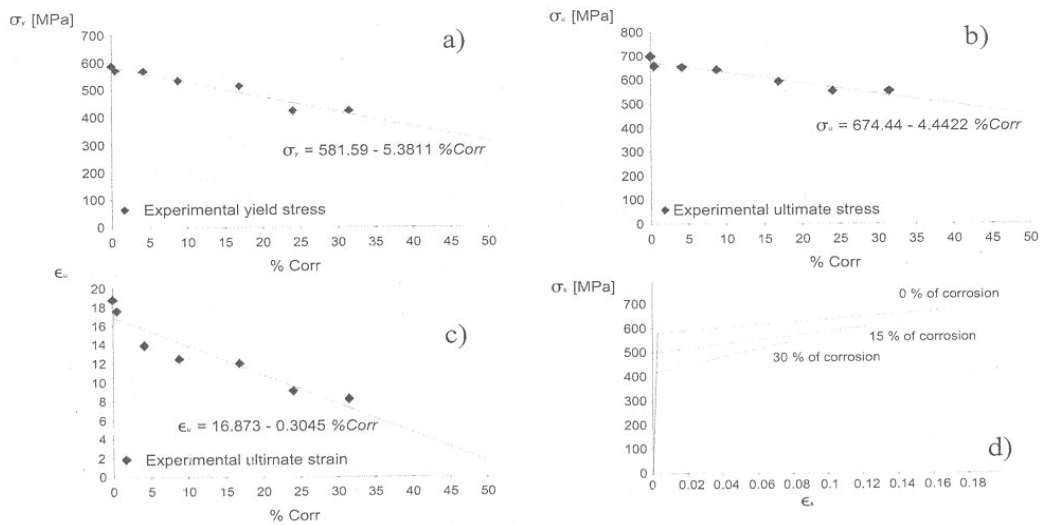 σᵧ [MPa]
700
600
500
400
300
200
100
0
a)
σᵧ = 581.59 - 5.3811 %Corr
Experimental yield stress
0 5 10 15 20 25 30 35 40 45 50
% Corr
σᵤ [MPa]
800
700
600
500
400
300
200
100
0
b)
σᵤ = 674.44 - 4.4422 %Corr
Experimental ultimate stress
0 5 10 15 20 25 30 35 40 45 50
% Corr
ϵᵤ
20
18
16
14
12
10
8
6
4
2
0
c)
ϵᵤ = 16.873 - 0.3045 %Corr
Experimental ultimate strain
0 5 10 15 20 25 30 35 40 45 50
% Corr
σₛ [MPa]
700
600
500
400
300
200
100
0
0 % of corrosion
15 % of corrosion
30 % of corrosion
d)
0 0.02 0.04 0.06 0.08 0.1 0.12 0.14 0.16 0.18
ϵₛ